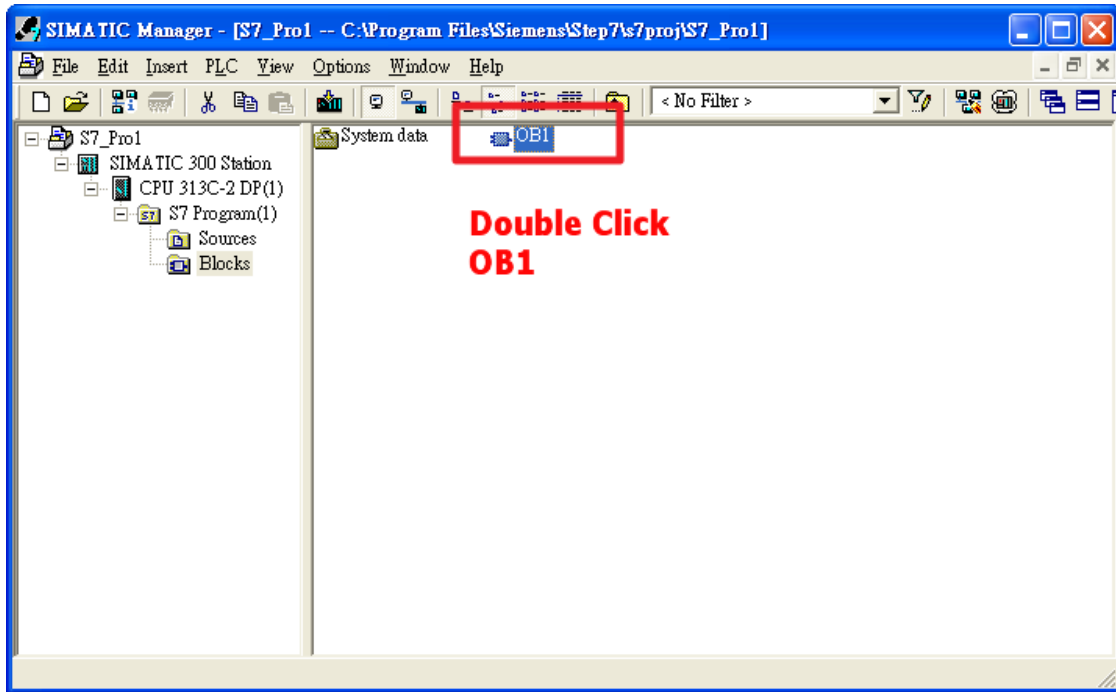 SIMATIC Manager - [S7_Pro1 -- C:\Program Files\Siemens\Step7\s7proj\S7_Pro1]
File Edit Insert PLC View Options Window Help
< No Filter >
S7_Pro1
SIMATIC 300 Station
CPU 313C-2 DP(1)
S7 Program(1)
Sources
Blocks
System data
OB1
Double Click
OB1